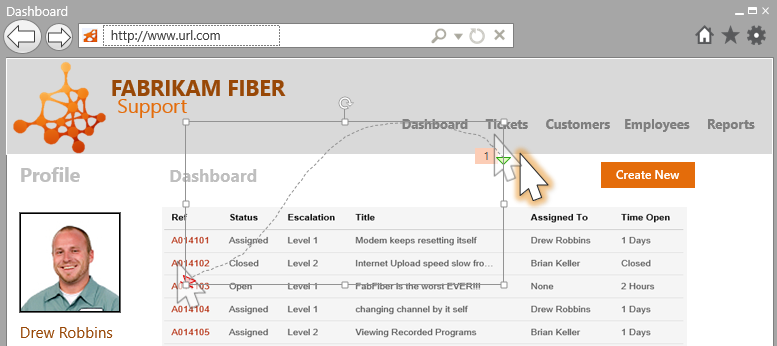 Dashboard
http://www.url.com
FABRIKAM FIBER
Support
Dashboard Tickets Customers Employees Reports
1
Profile Dashboard Create New
Ref Status Escalation Title Assigned To Time Open
A014101 Assigned Level 1 Modem keeps resetting itself Drew Robbins 1 Days
A014102 Closed Level 2 Internet Upload speed slow fro... Brian Keller Closed
Open Level 1 FabFiber is the worst EVER!!! None 2 Hours
A014104 Assigned Level 1 changing channel by it self Drew Robbins 1 Days
A014105 Assigned Level 2 Viewing Recorded Programs Brian Keller 1 Days
Drew Robbins